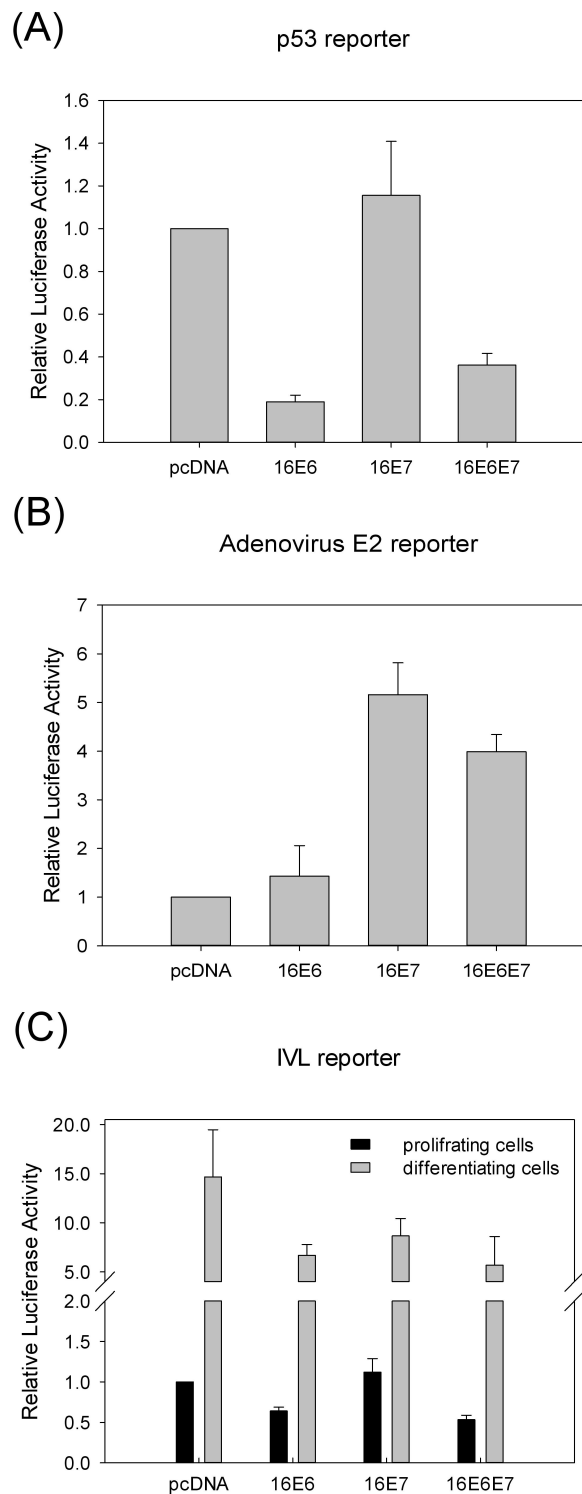 (A)
p53 reporter
Relative Luciferase Activity
1.6
1.4
1.2
1.0
0.8
0.6
0.4
0.2
0.0
pcDNA 16E6 16E7 16E6E7
(B)
Adenovirus E2 reporter
Relative Luciferase Activity
7
6
5
4
3
2
1
0
pcDNA 16E6 16E7 16E6E7
(C)
IVL reporter
Relative Luciferase Activity
20.0
15.0
10.0
5.0
2.0
1.0
0.5
0.0
prolifrating cells
differentiating cells
pcDNA 16E6 16E7 16E6E7